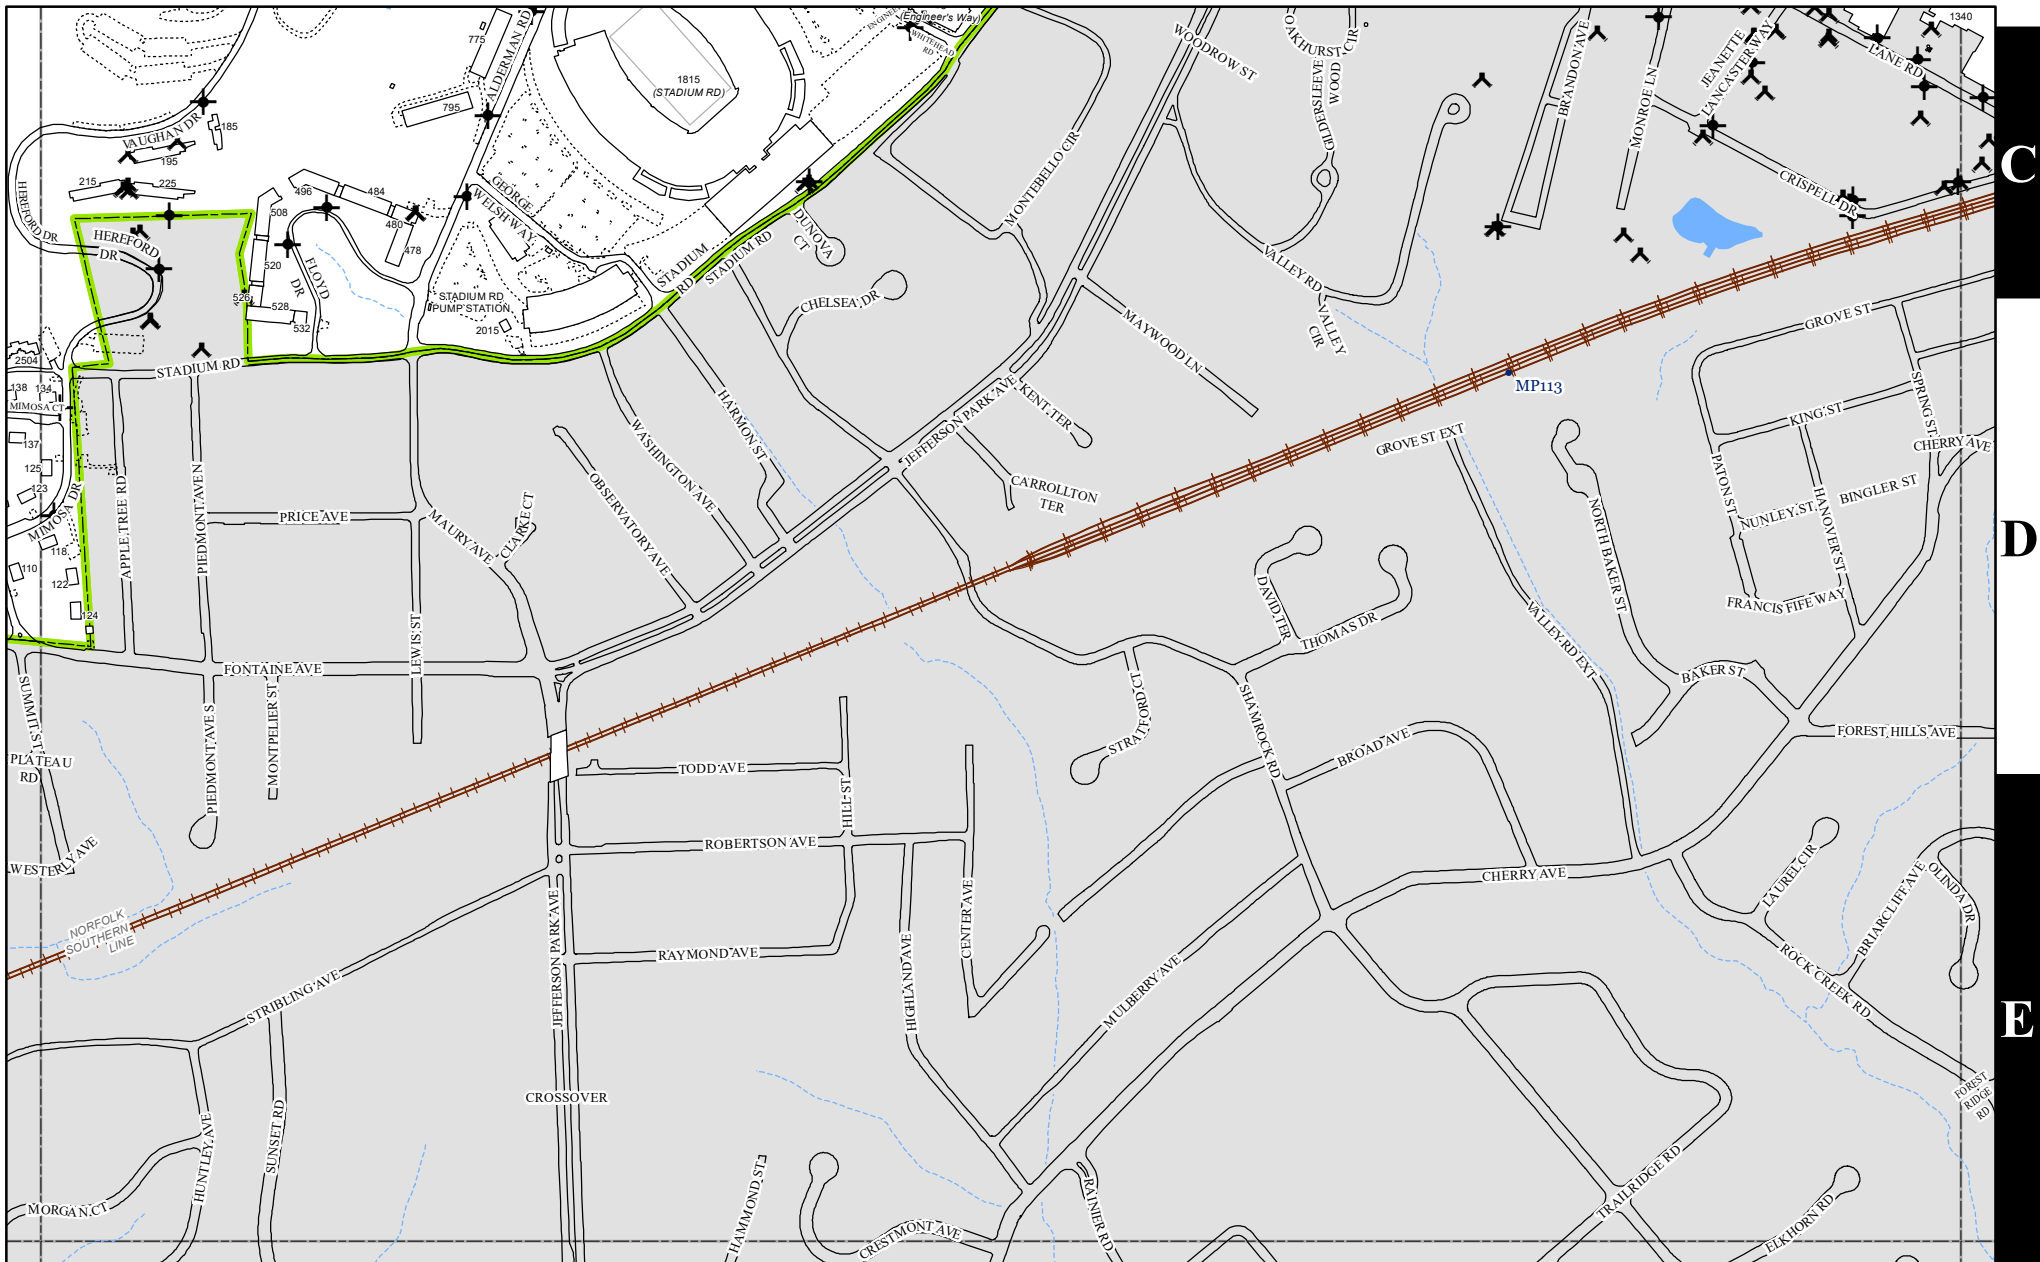 775
ALDERMAN RD
ENGINEER
(Engineer's Way)
WHITEHEAD
RD
1815
(STADIUM RD)
795
VAUGHAN DR
185
195
215
225
HEREFORD DR
HEREFORD
DR
496
484
480
478
508
520
526
528
532
FLOYD
DR
GEORGE
WELSH WAY
STADIUM RD
PUMP STATION
2015
STADIUM
RD
STADIUM RD
DUNOVA
CT
CHELSEA DR
MONTEBELLO CIR
WOODROW ST
OAKHURST
CIR
GILDERSLEEVE
WOOD
VALLEY RD
VALLEY
CIR
MAYWOOD LN
BRANDON AVE
MONROE LN
JEANETTE
LANCASTER WAY
LANE RD
1340
CRISPELL DR
C
2504
138
134
MIMOSA CT
137
125
123
MIMOSA DR
118
110
122
124
STADIUM RD
APPLE TREE RD
PIEDMONT AVE N
PRICE AVE
LEWIS ST
MAURY AVE
CLARKE CT
OBSERVATORY AVE
WASHINGTON AVE
HARMON ST
JEFFERSON PARK AVE
KENT TER
CARROLLTON
TER
MP113
GROVE ST EXT
GROVE ST
KING ST
SPRING ST
CHERRY AVE
PATON ST
NUNLEY ST
HANOVER ST
BINGLER ST
FRANCIS FIFE WAY
NORTH BAKER ST
BAKER ST
VALLEY RD EXT
DAVID TER
THOMAS DR
D
FONTAINE AVE
SUMMIT ST
PLATEAU
RD
PIEDMONT AVE S
MONTPELIER ST
STRATFORD CT
SHAMROCK RD
BROAD AVE
FOREST HILLS AVE
TODD AVE
HILL ST
ROBERTSON AVE
WESTERLY AVE
NORFOLK
SOUTHERN
LINE
STRIBLING AVE
JEFFERSON PARK AVE
RAYMOND AVE
HIGHLAND AVE
CENTER AVE
MULBERRY AVE
CHERRY AVE
LAUREL CIR
BRIARCLIFF AVE
OLINDA DR
ROCK CREEK RD
FOREST
RIDGE
RD
E
CROSSOVER
HUNTLEY AVE
SUNSET RD
MORGAN CT
HAMMOND ST
CRESTMONT AVE
RAINIER RD
TRAILRIDGE RD
ELKHORN RD